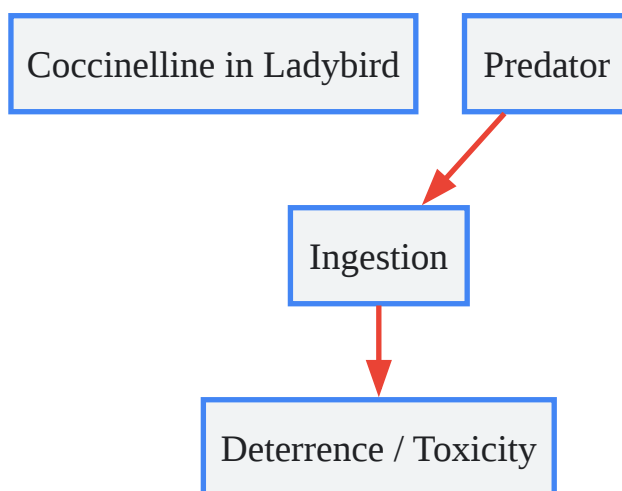 Coccinelline in Ladybird
Predator
Ingestion
Deterrence / Toxicity